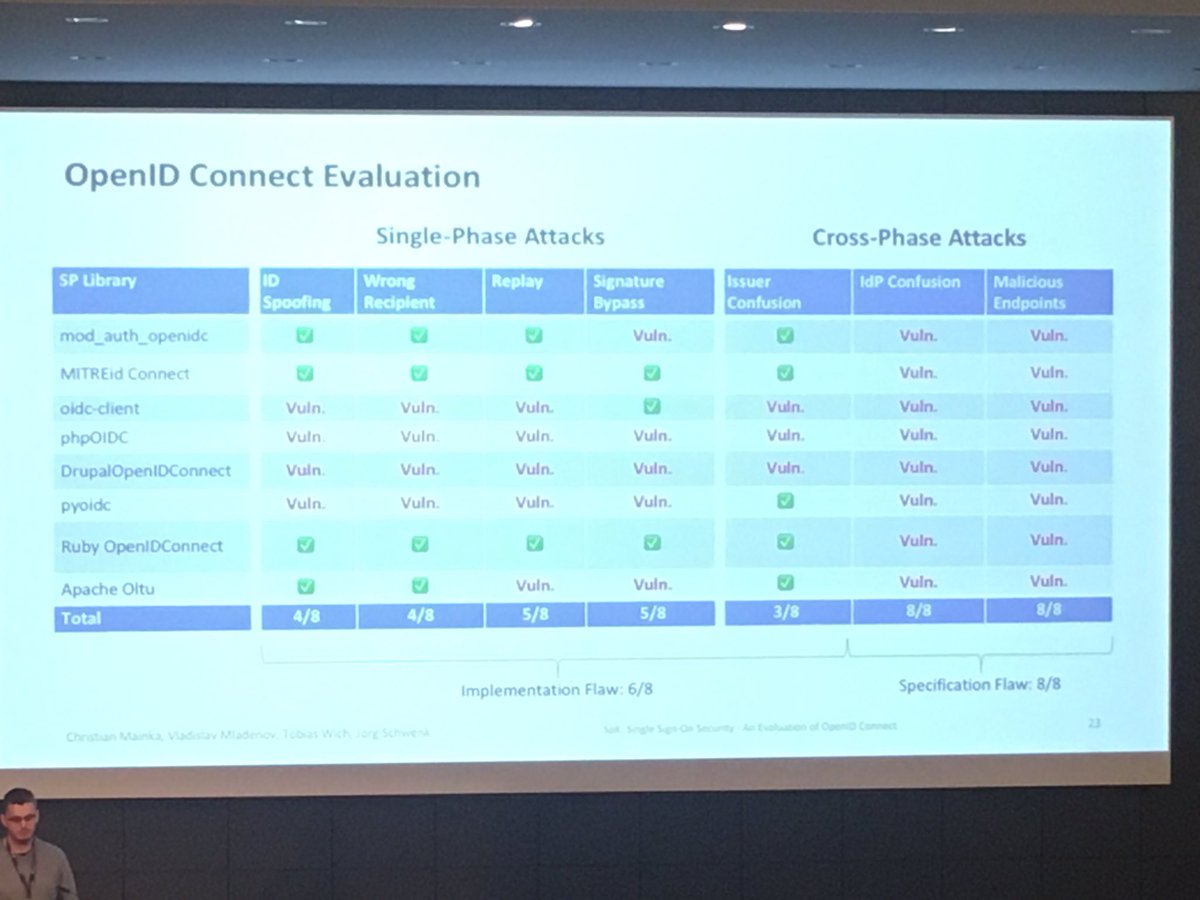 OpenID Connect Evaluation
Single-Phase Attacks Cross-Phase Attacks
SP Library ID Spoofing Wrong Recipient Replay Signature Bypass Issuer Confusion IdP Confusion Malicious Endpoints
mod_auth_openidc ✅ ✅ ✅ Vuln. ✅ Vuln. Vuln.
MITREid Connect ✅ ✅ ✅ ✅ ✅ Vuln. Vuln.
oidc-client Vuln. Vuln. Vuln. ✅ Vuln. Vuln. Vuln.
phpOIDC Vuln. Vuln. Vuln. Vuln. Vuln. Vuln. Vuln.
DrupalOpenIDConnect Vuln. Vuln. Vuln. Vuln. Vuln. Vuln. Vuln.
pyoidc Vuln. Vuln. Vuln. Vuln. ✅ Vuln. Vuln.
Ruby OpenIDConnect ✅ ✅ ✅ ✅ ✅ Vuln. Vuln.
Apache Oltu ✅ ✅ Vuln. Vuln. ✅ Vuln. Vuln.
Total 4/8 4/8 5/8 5/8 3/8 8/8 8/8
Implementation Flaw: 6/8 Specification Flaw: 8/8
Christian Mainka, Vladislav Mladenov, Tobias Wich, Jörg Schwenk SoK: Single Sign-On Security - An Evaluation of OpenID Connect 23